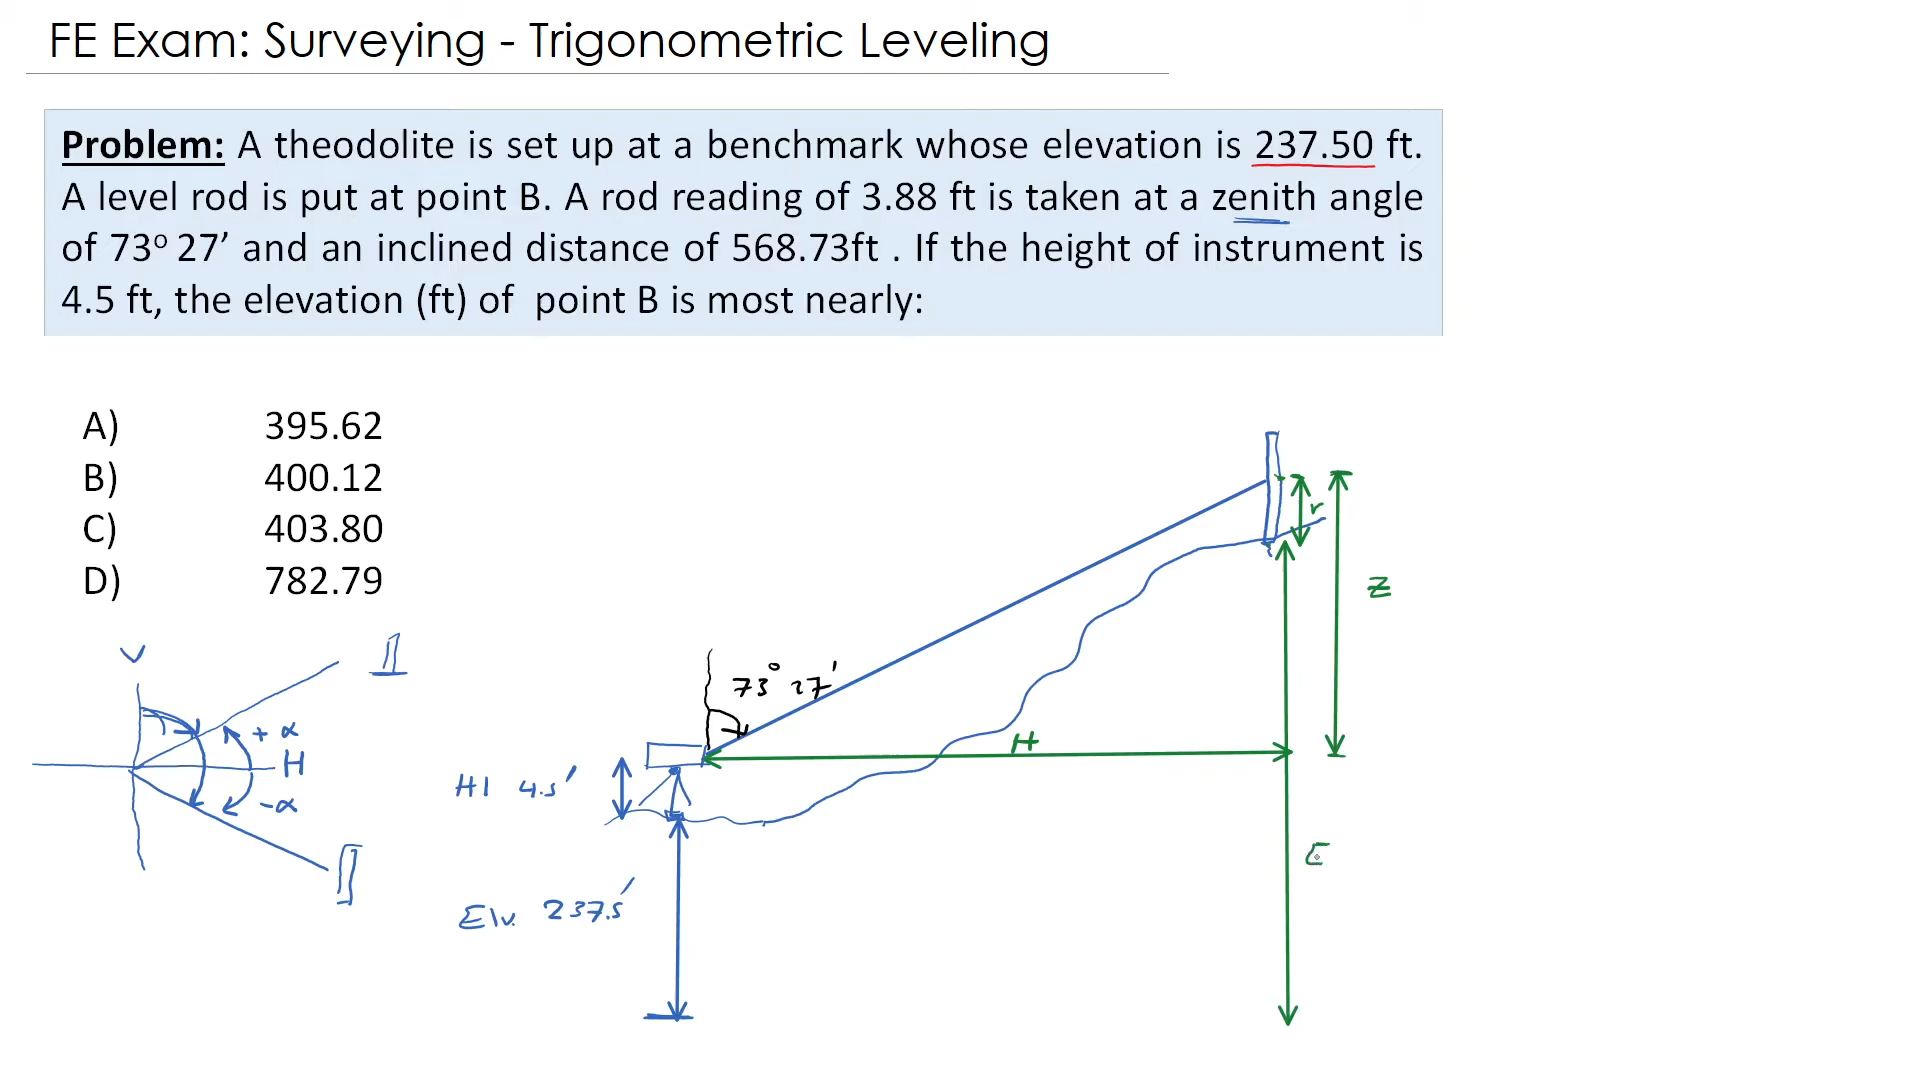 FE Exam: Surveying - Trigonometric Leveling
Problem: A theodolite is set up at a benchmark whose elevation is 237.50 ft.
A level rod is put at point B. A rod reading of 3.88 ft is taken at a zenith angle
of 73º 27’ and an inclined distance of 568.73ft . If the height of instrument is
4.5 ft, the elevation (ft) of point B is most nearly:
A) 395.62
B) 400.12
C) 403.80
D) 782.79
V
I
+ α
H
-α
II
73° 27'
HI 4.5'
Elv. 237.5'
H
r
Z
E